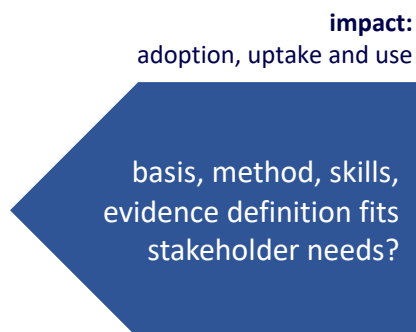 impact:
adoption, uptake and use
basis, method, skills,
evidence definition fits
stakeholder needs?